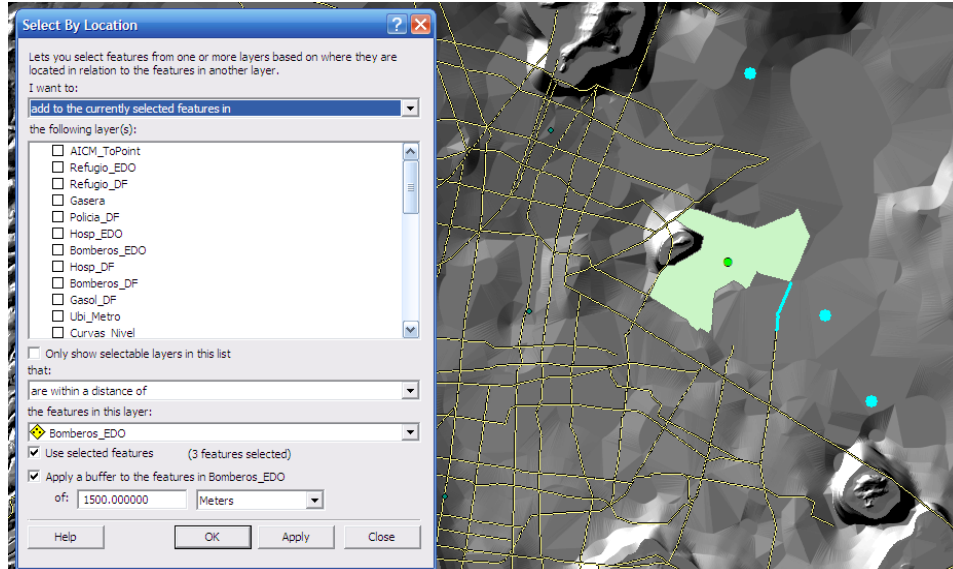 Select By Location
Lets you select features from one or more layers based on where they are
located in relation to the features in another layer.
I want to:
add to the currently selected features in
the following layer(s):
AICM_ToPoint
Refugio_EDO
Refugio_DF
Gasera
Policia_DF
Hosp_EDO
Bomberos_EDO
Hosp_DF
Bomberos_DF
Gasol_DF
Ubi_Metro
Curvas_Nivel
Only show selectable layers in this list
that:
are within a distance of
the features in this layer:
Bomberos_EDO
Use selected features (3 features selected)
Apply a buffer to the features in Bomberos_EDO
of: 1500.000000 Meters
Help OK Apply Close